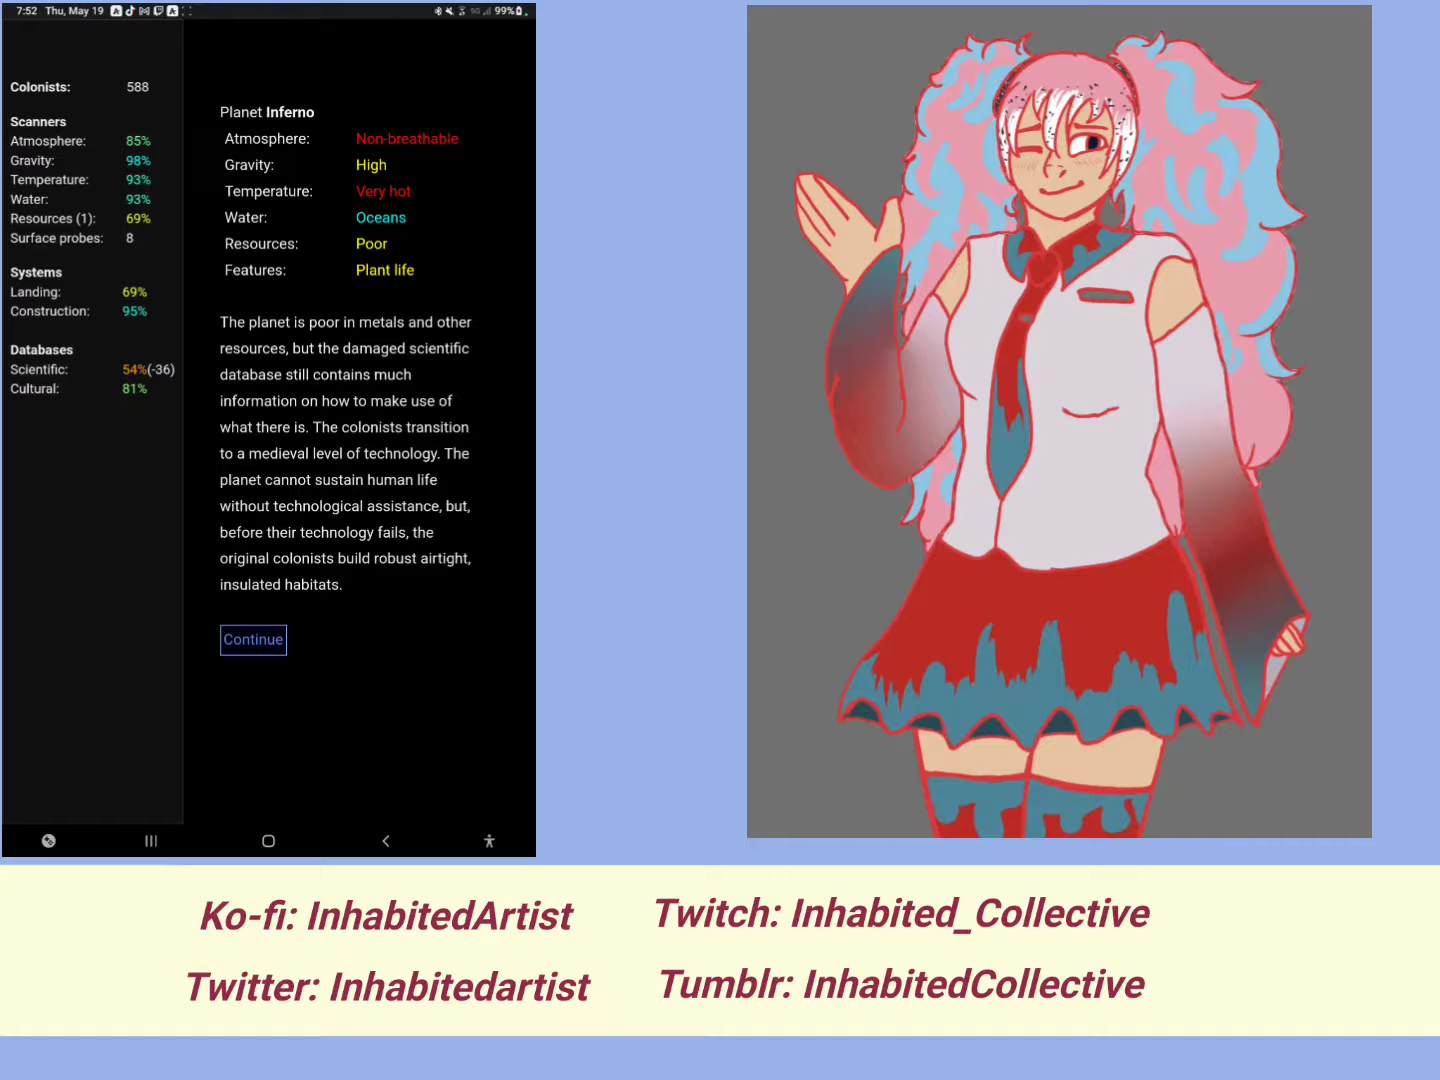 7:52 Thu, May 19 5G 99%
Colonists: 588
Scanners
Atmosphere: 85%
Gravity: 98%
Temperature: 93%
Water: 93%
Resources (1): 69%
Surface probes: 8
Systems
Landing: 69%
Construction: 95%
Databases
Scientific: 54%(-36)
Cultural: 81%
Planet Inferno
Atmosphere: Non-breathable
Gravity: High
Temperature: Very hot
Water: Oceans
Resources: Poor
Features: Plant life
The planet is poor in metals and other
resources, but the damaged scientific
database still contains much
information on how to make use of
what there is. The colonists transition
to a medieval level of technology. The
planet cannot sustain human life
without technological assistance, but,
before their technology fails, the
original colonists build robust airtight,
insulated habitats.
Continue
Ko-fi: InhabitedArtist
Twitch: Inhabited_Collective
Twitter: Inhabitedartist
Tumblr: InhabitedCollective